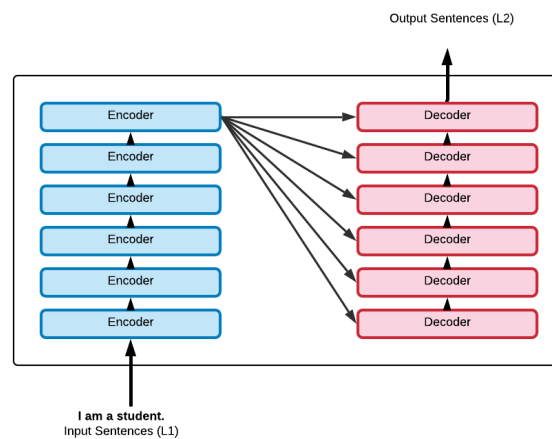 Output Sentences (L2)
Encoder
Decoder
Encoder
Decoder
Encoder
Decoder
Encoder
Decoder
Encoder
Decoder
Encoder
Decoder
I am a student.
Input Sentences (L1)